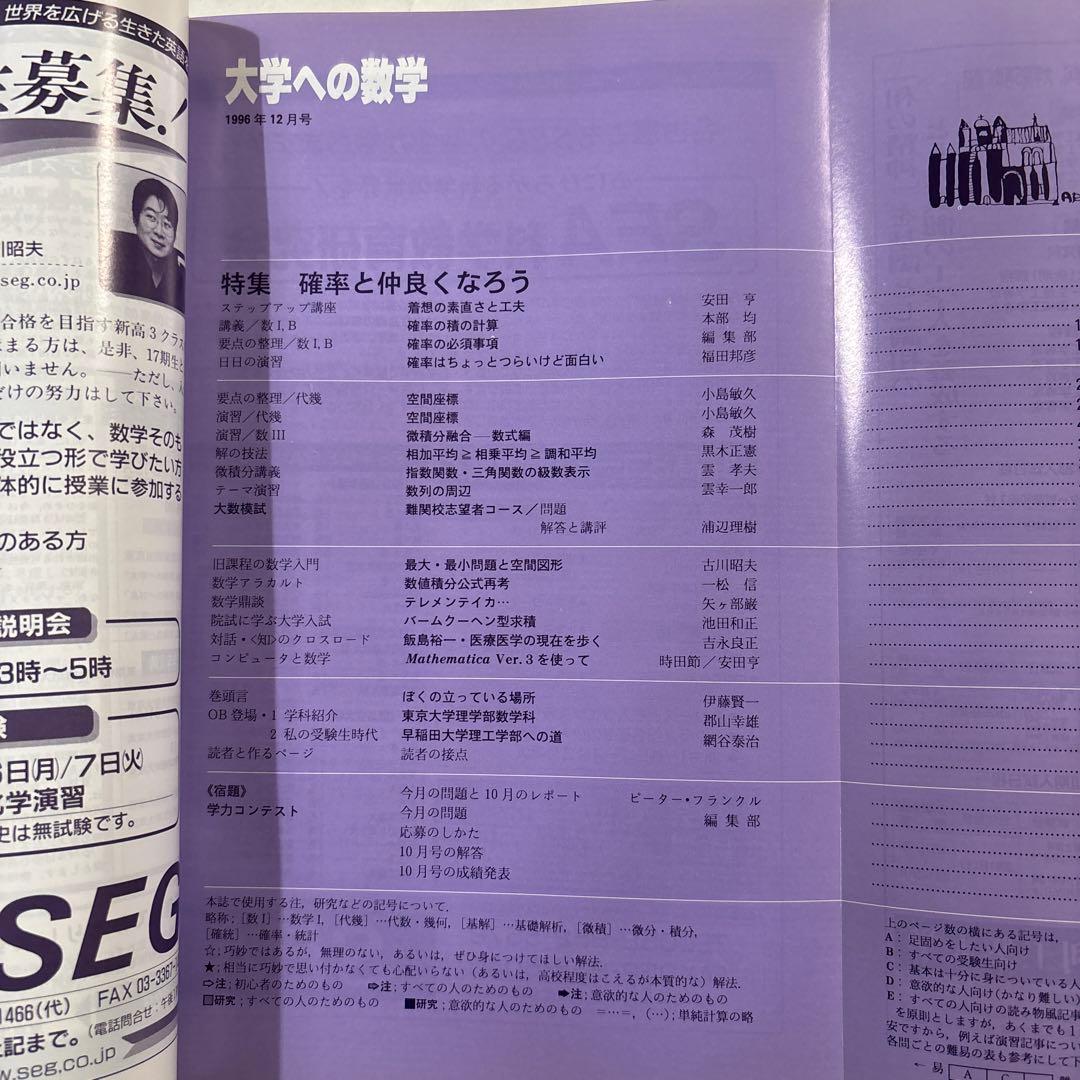 世界を広げる生きた英語
募集!
川昭夫
seg.co.jp
合格を目指す新高3クラス
まる方は、是非、17期生と
いません。――ただし、
だけの努力はして下さい。
ではなく、数学そのも
役立つ形で学びたい方
体的に授業に参加する
のある方
説明会
3時〜5時
験
6日(月)/7日(火)
化学演習
史は無試験です。
SEG
1466(代) FAX 03-3367-
(電話問合せ:午後
上記まで。
www.seg.co.jp
大学への数学
1996年12月号
特集 確率と仲良くなろう
ステップアップ講座 着想の素直さと工夫 安田 亨
講義／数I,B 確率の積の計算 本部 均
要点の整理／数I,B 確率の必須事項 編集部
日日の演習 確率はちょっとつらいけど面白い 福田邦彦
要点の整理／代幾 空間座標 小島敏久
演習／代幾 空間座標 小島敏久
演習／数III 微積分融合―数式編 森 茂樹
解の技法 相加平均≧相乗平均≧調和平均 黒木正憲
微積分講義 指数関数・三角関数の級数表示 雲 孝夫
テーマ演習 数列の周辺 雲幸一郎
大数模試 難関校志望者コース／問題
解答と講評 浦辺理樹
旧課程の数学入門 最大・最小問題と空間図形 古川昭夫
数学アラカルト 数値積分公式再考 一松 信
数学鼎談 テレメンテイカ… 矢ヶ部巌
院試に学ぶ大学入試 バームクーヘン型求積 池田和正
対話・〈知〉のクロスロード 飯島裕一・医療医学の現在を歩く 吉永良正
コンピュータと数学 Mathematica Ver.3を使って 時田節／安田亨
巻頭言 ぼくの立っている場所 伊藤賢一
OB登場・1 学科紹介 東京大学理学部数学科 郡山幸雄
2 私の受験生時代 早稲田大学理工学部への道 網谷泰治
読者と作るページ 読者の接点
《宿題》 今月の問題と10月のレポート ピーター・フランクル
学力コンテスト 今月の問題 編集部
応募のしかた
10月号の解答
10月号の成績発表
本誌で使用する注，研究などの記号について．
略称；[数I]…数学I，[代幾]…代数・幾何，[基解]…基礎解析，[微積]…微分・積分，
[確統]…確率・統計
☆；巧妙ではあるが，無理のない，あるいは，ぜひ身につけてほしい解法．
★；相当に巧妙で思い付かなくても心配いらない（あるいは，高校程度はこえるが本質的な）解法．
⇨注；初心者のためのもの ➪注；すべての人のためのもの ➡注；意欲的な人のためのもの
□研究；すべての人のためのもの ■研究；意欲的な人のためのもの =…=，(…)；単純計算の略
上のページ数の横にある記号は，
A：足固めをしたい人向け
B：すべての受験生向け
C：基本は十分に身についている人
D：意欲的な人向け(かなり難しい)
E：すべての人向けの読み物風記事
を原則としますが，あくまでも1
安ですから，例えば演習記事につい
各問ごとの難易の表も参考にして下
←易 A C